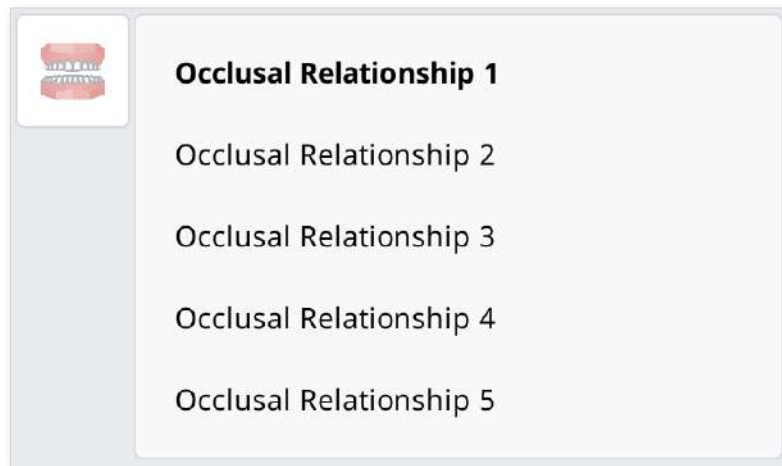 Occlusal Relationship 1
Occlusal Relationship 2
Occlusal Relationship 3
Occlusal Relationship 4
Occlusal Relationship 5